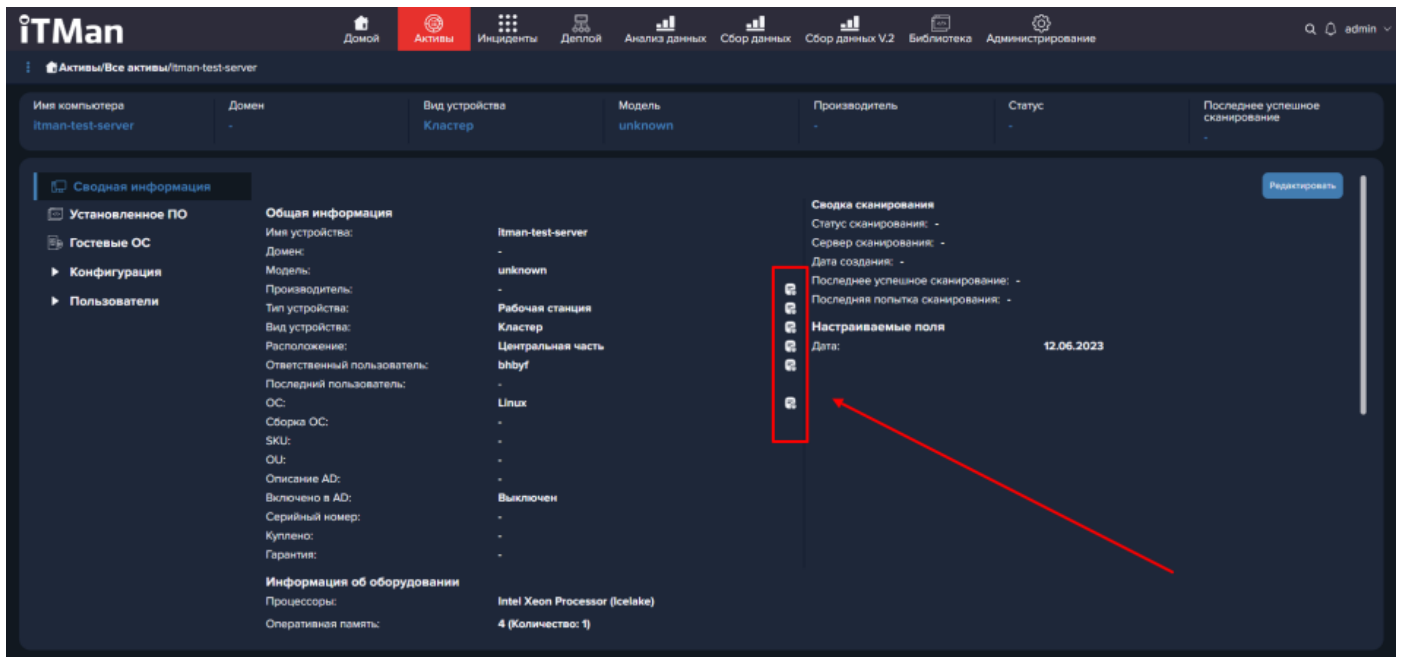 iTMan
Домой Активы Инциденты Деплой Анализ данных Сбор данных Сбор данных V.2 Библиотека Администрирование admin
Активы/Все активы/itman-test-server
Имя компьютера Домен Вид устройства Модель Производитель Статус Последнее успешное
сканирование
itman-test-server - Кластер unknown - - -
Сводная информация
Установленное ПО
Гостевые ОС
Конфигурация
Пользователи
Общая информация
Имя устройства: itman-test-server
Домен: -
Модель: unknown
Производитель: -
Тип устройства: Рабочая станция
Вид устройства: Кластер
Расположение: Центральная часть
Ответственный пользователь: bhbyf
Последний пользователь: -
ОС: Linux
Сборка ОС: -
SKU: -
OU: -
Описание AD: -
Включено в AD: Выключен
Серийный номер: -
Куплено: -
Гарантия: -
Информация об оборудовании
Процессоры: Intel Xeon Processor (Icelake)
Оперативная память: 4 (Количество: 1)
Редактировать
Сводка сканирования
Статус сканирования: -
Сервер сканирования: -
Дата создания: -
Последнее успешное сканирование: -
Последняя попытка сканирования: -
Настраиваемые поля
Дата: 12.06.2023